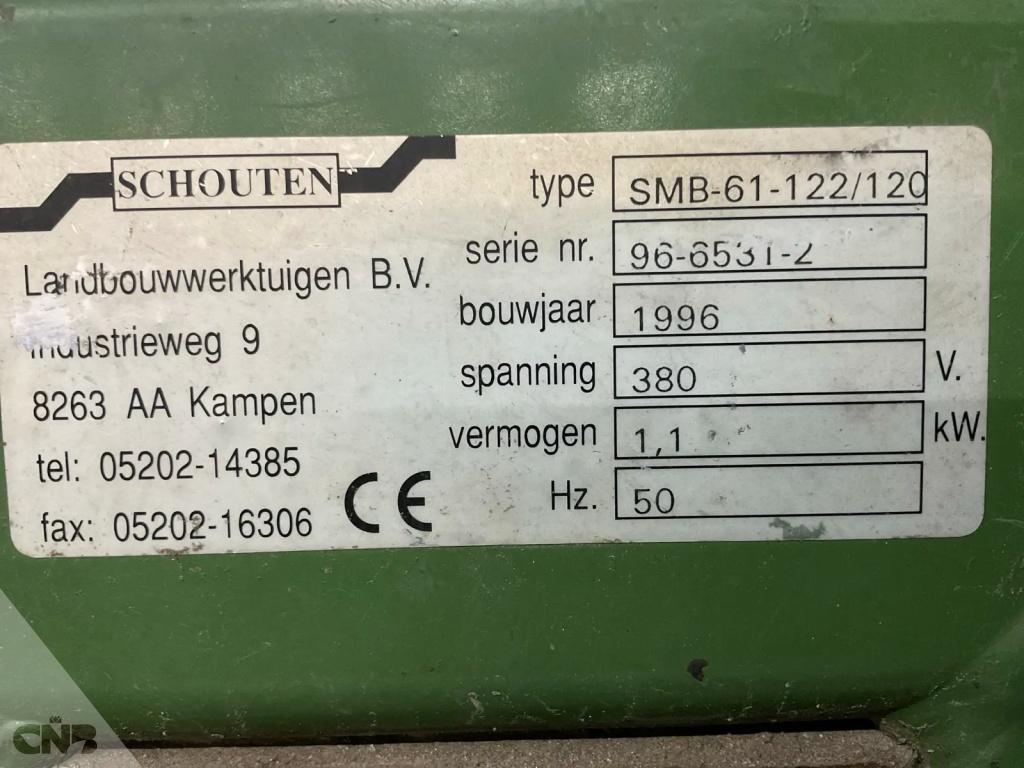 SCHOUTEN
Landbouwwerktuigen B.V.
Industrieweg 9
8263 AA Kampen
tel: 05202-14385
fax: 05202-16306
CE
type SMB-61-122/120
serie nr. 96-6531-2
bouwjaar 1996
spanning 380 V.
vermogen 1,1 kW.
Hz. 50
CNB